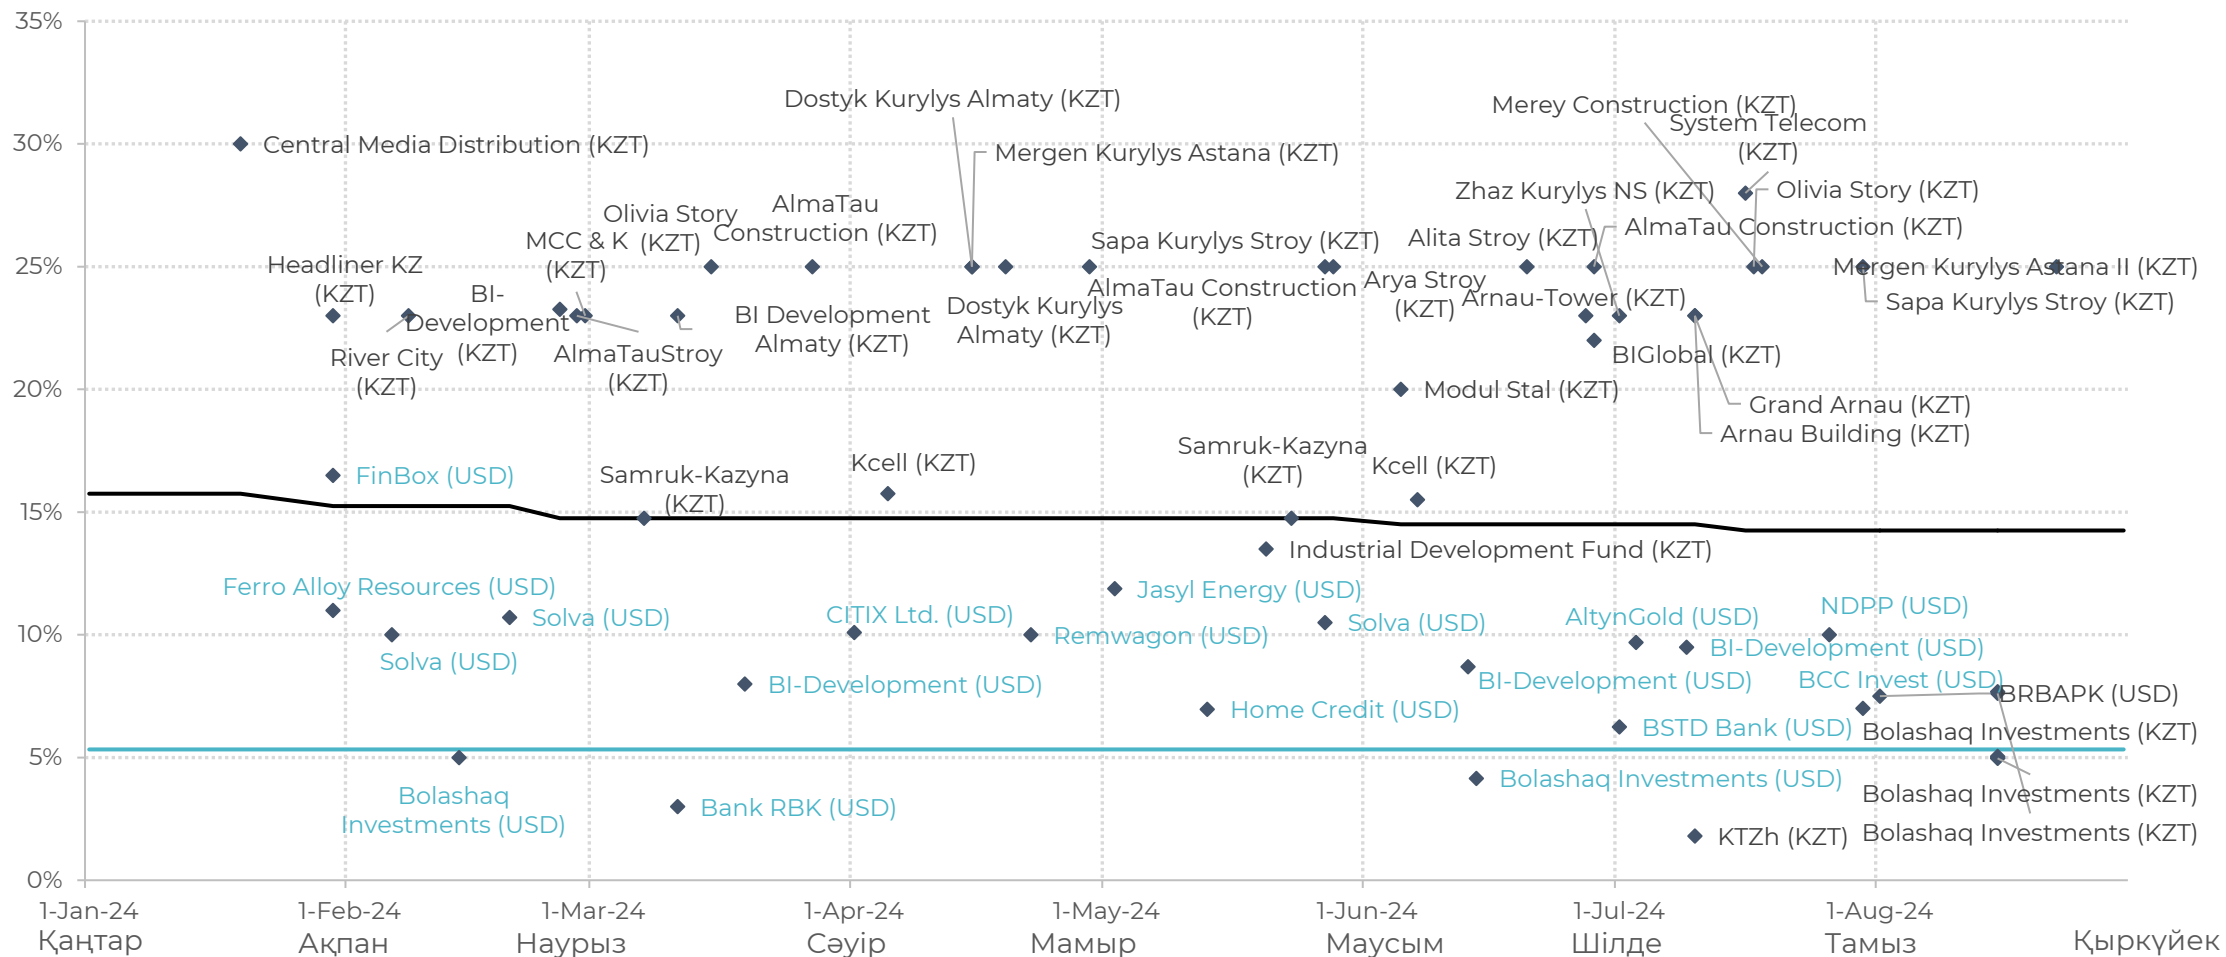 35%
30%
25%
20%
15%
10%
5%
0%
Dostyk Kurylys Almaty (KZT)
Merey Construction (KZT)
System Telecom
(KZT)
Central Media Distribution (KZT)
Mergen Kurylys Astana (KZT)
Zhaz Kurylys NS (KZT)
Olivia Story (KZT)
Olivia Story
(KZT)
AlmaTau
Construction (KZT)
AlmaTau Construction (KZT)
MCC & K
(KZT)
Sapa Kurylys Stroy (KZT)
Alita Stroy (KZT)
Headliner KZ
(KZT)
Mergen Kurylys Astana II (KZT)
BI-
Development
(KZT)
AlmaTau Construction
(KZT)
Arya Stroy
(KZT)
Arnau-Tower (KZT)
Sapa Kurylys Stroy (KZT)
BI Development
Almaty (KZT)
Dostyk Kurylys
Almaty (KZT)
River City
(KZT)
AlmaTauStroy
(KZT)
BIGlobal (KZT)
Modul Stal (KZT)
Grand Arnau (KZT)
Arnau Building (KZT)
FinBox (USD)
Samruk-Kazyna
(KZT)
Kcell (KZT)
Samruk-Kazyna
(KZT)
Kcell (KZT)
Industrial Development Fund (KZT)
Ferro Alloy Resources (USD)
Solva (USD)
Solva (USD)
CITIX Ltd. (USD)
Jasyl Energy (USD)
Remwagon (USD)
Solva (USD)
AltynGold (USD)
NDPP (USD)
BI-Development (USD)
BI-Development (USD)
BI-Development (USD)
BCC Invest (USD)
BRBAPK (USD)
Home Credit (USD)
BSTD Bank (USD)
Bolashaq Investments (KZT)
Bolashaq
Investments (USD)
Bank RBK (USD)
Bolashaq Investments (USD)
Bolashaq Investments (KZT)
KTZh (KZT)
Bolashaq Investments (KZT)
1-Jan-24
1-Feb-24
1-Mar-24
1-Apr-24
1-May-24
1-Jun-24
1-Jul-24
1-Aug-24
Қаңтар
Ақпан
Наурыз
Сәуір
Мамыр
Маусым
Шілде
Тамыз
Қыркүйек